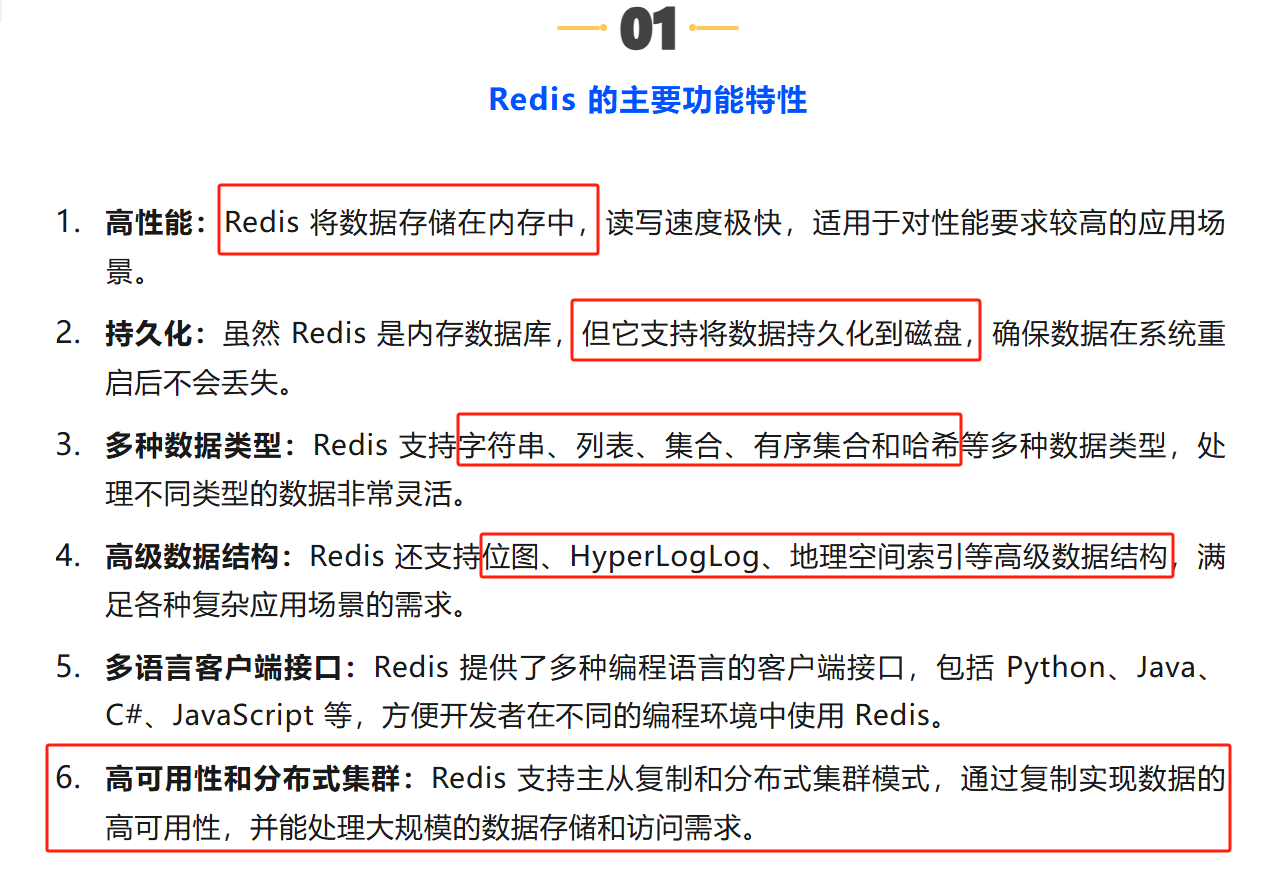 01
Redis 的主要功能特性
1. 高性能：Redis 将数据存储在内存中，读写速度极快，适用于对性能要求较高的应用场
景。
2. 持久化：虽然 Redis 是内存数据库，但它支持将数据持久化到磁盘，确保数据在系统重
启后不会丢失。
3. 多种数据类型：Redis 支持字符串、列表、集合、有序集合和哈希等多种数据类型，处
理不同类型的数据非常灵活。
4. 高级数据结构：Redis 还支持位图、HyperLogLog、地理空间索引等高级数据结构，满
足各种复杂应用场景的需求。
5. 多语言客户端接口：Redis 提供了多种编程语言的客户端接口，包括 Python、Java、
C#、JavaScript 等，方便开发者在不同的编程环境中使用 Redis。
6. 高可用性和分布式集群：Redis 支持主从复制和分布式集群模式，通过复制实现数据的
高可用性，并能处理大规模的数据存储和访问需求。